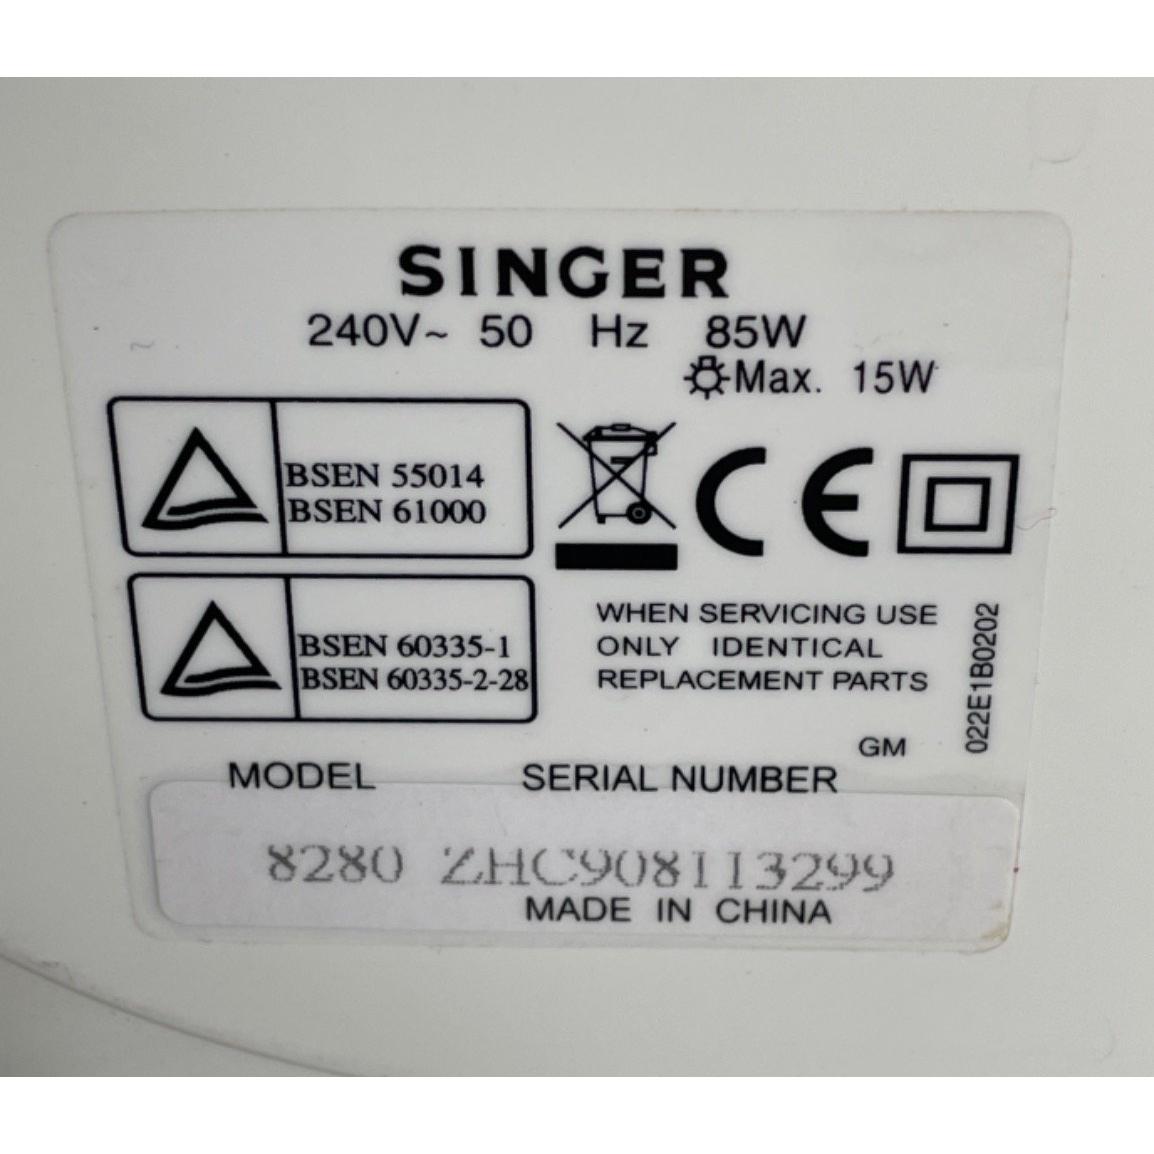 SINGER
240V~ 50 Hz 85W
Max. 15W
BSEN 55014
BSEN 61000
CE
BSEN 60335-1
BSEN 60335-2-28
WHEN SERVICING USE
ONLY IDENTICAL
REPLACEMENT PARTS
022E1B0202
GM
MODEL SERIAL NUMBER
8280 ZHC908113299
MADE IN CHINA